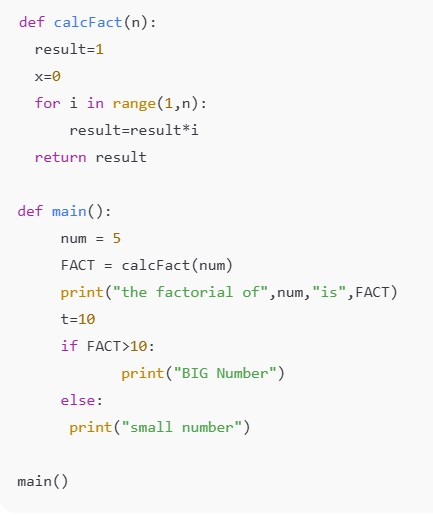 def calcFact(n):
  result=1
  x=0
  for i in range(1,n):
      result=result*i
  return result

def main():
     num = 5
     FACT = calcFact(num)
     print("the factorial of",num,"is",FACT)
     t=10
     if FACT>10:
            print("BIG Number")
     else:
      print("small number")

main()